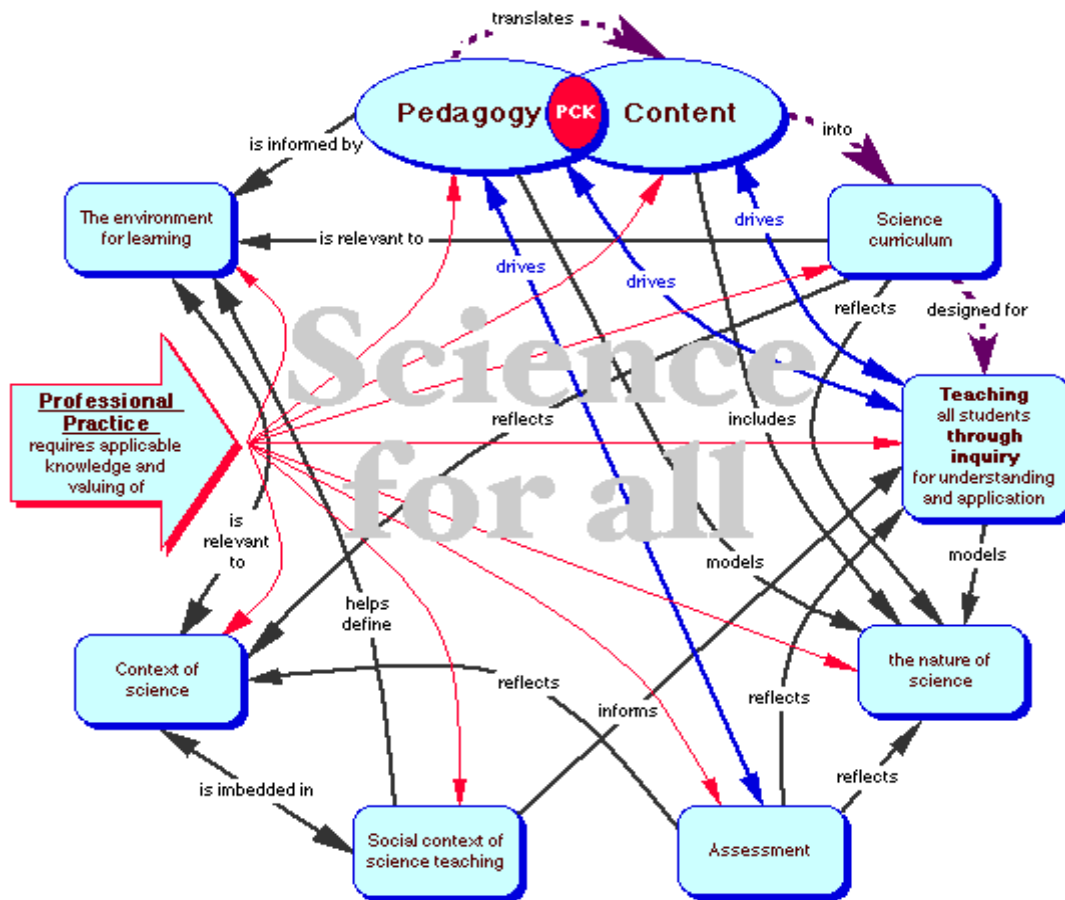 translates
Pedagogy
PCK
Content
into
is informed by
The environment
for learning
is relevant to
drives
drives
drives
Science
curriculum
reflects
designed for
Science
for all
Professional
Practice
requires applicable
knowledge and
valuing of
reflects
includes
Teaching
all students
through
inquiry
for understanding
and application
is
relevant
to
models
models
helps
define
Context of
science
reflects
informs
reflects
the nature of
science
is imbedded in
reflects
Social context of
science teaching
Assessment